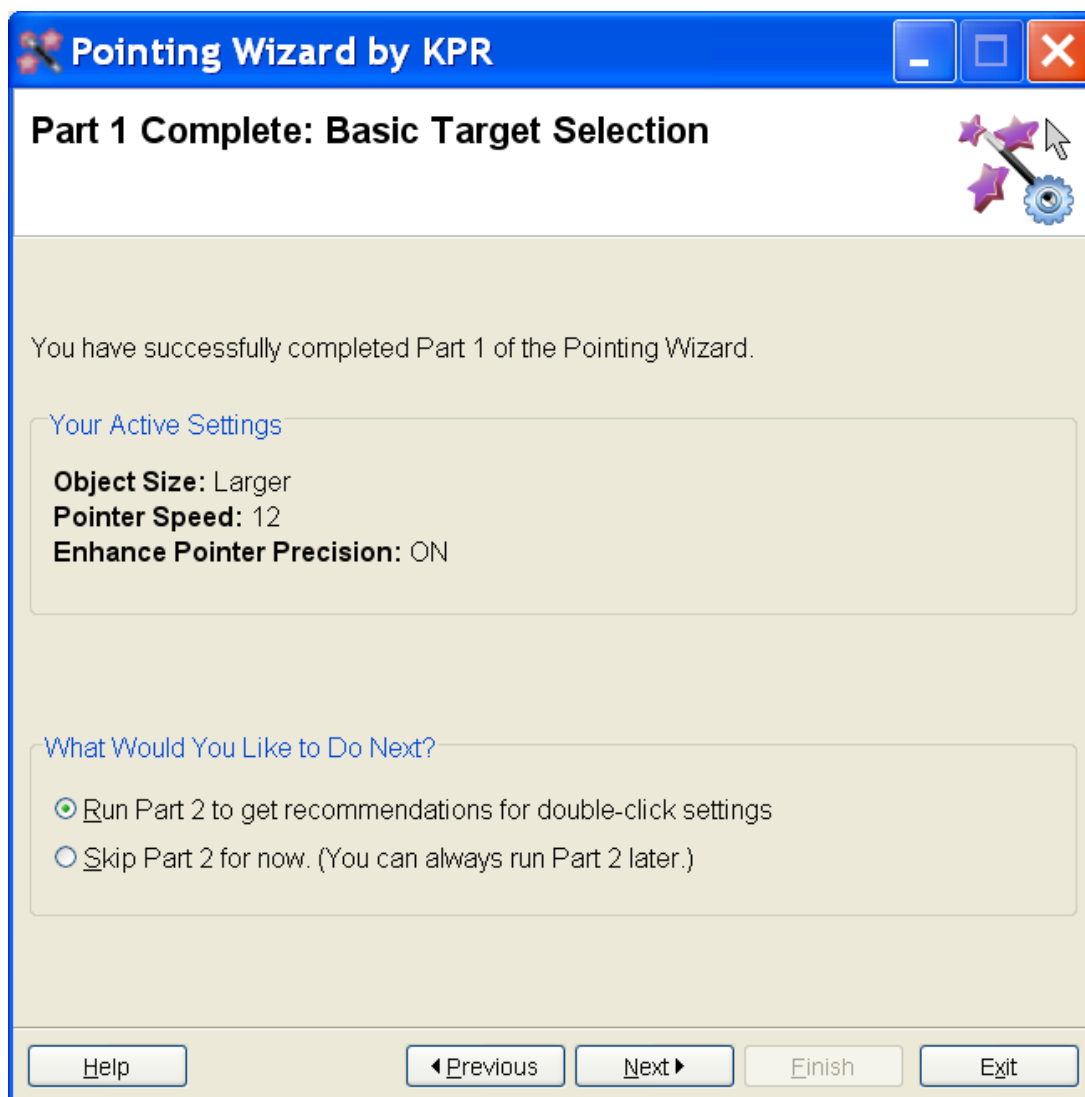 Pointing Wizard by KPR
Part 1 Complete: Basic Target Selection
You have successfully completed Part 1 of the Pointing Wizard.
Your Active Settings
Object Size: Larger
Pointer Speed: 12
Enhance Pointer Precision: ON
What Would You Like to Do Next?
Run Part 2 to get recommendations for double-click settings
Skip Part 2 for now. (You can always run Part 2 later.)
Help Previous Next Finish Exit